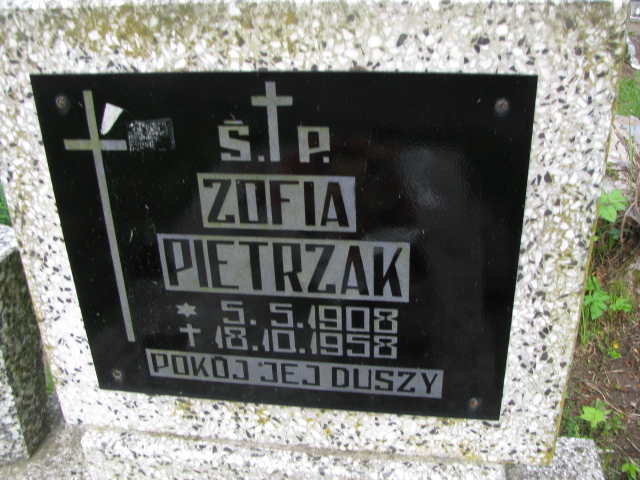 Ś. P.
ZOFIA
PIETRZAK
* 5. 5. 1908
✝ 18.10.1958
POKÓJ JEJ DUSZY